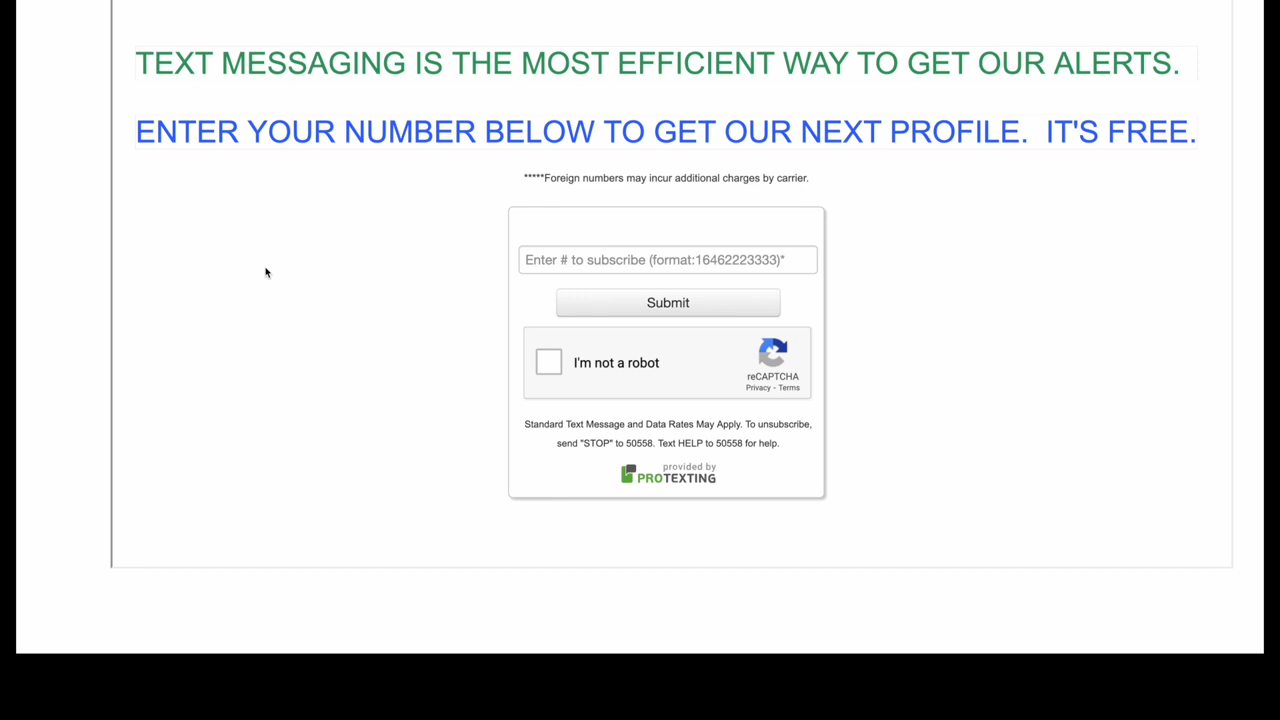 TEXT MESSAGING IS THE MOST EFFICIENT WAY TO GET OUR ALERTS.
ENTER YOUR NUMBER BELOW TO GET OUR NEXT PROFILE.  IT'S FREE.
*****Foreign numbers may incur additional charges by carrier.
Enter # to subscribe (format:16462223333)*
Submit
I'm not a robot
reCAPTCHA
Privacy - Terms
Standard Text Message and Data Rates May Apply. To unsubscribe,
send "STOP" to 50558. Text HELP to 50558 for help.
provided by
PROTEXTING